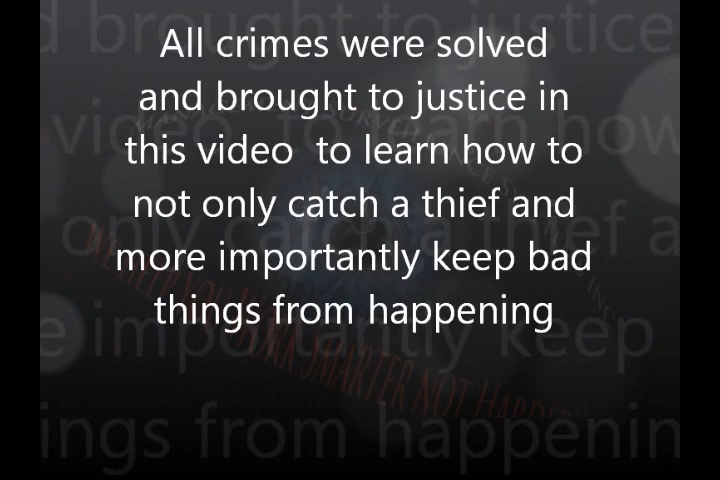 All crimes were solved
and brought to justice in
this video  to learn how to
not only catch a thief and
more importantly keep bad
things from happening